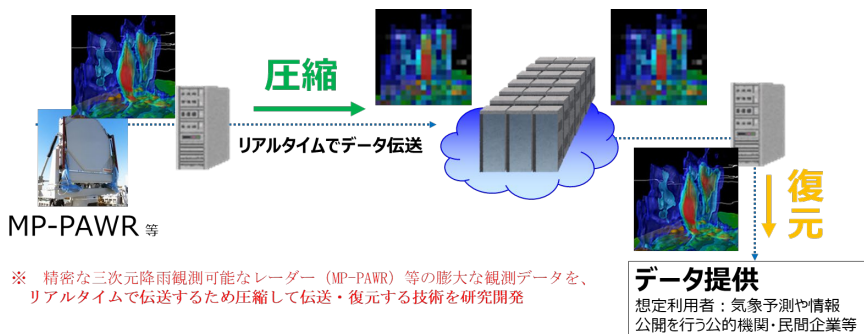 圧縮
リアルタイムでデータ伝送
MP-PAWR 等
復元
※ 精密な三次元降雨観測可能なレーダー（MP-PAWR）等の膨大な観測データを、
リアルタイムで伝送するため圧縮して伝送・復元する技術を研究開発
データ提供
想定利用者：気象予測や情報
公開を行う公的機関・民間企業等